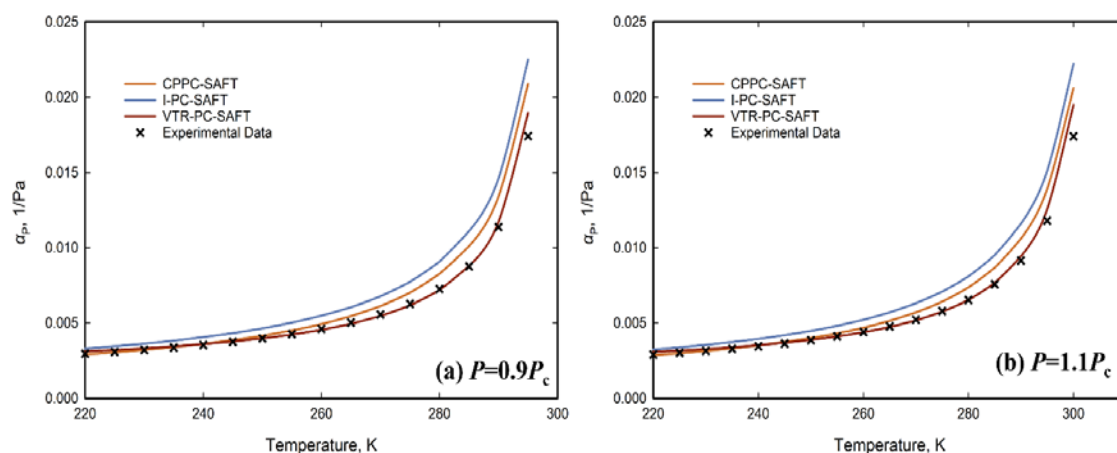 0.025
0.020
0.015
0.010
0.005
0.000
αP, 1/Pa
CPPC-SAFT
I-PC-SAFT
VTR-PC-SAFT
Experimental Data
(a) P=0.9Pc
220 240 260 280 300
Temperature, K
0.025
0.020
0.015
0.010
0.005
0.000
αP, 1/Pa
CPPC-SAFT
I-PC-SAFT
VTR-PC-SAFT
Experimental Data
(b) P=1.1Pc
220 240 260 280 300
Temperature, K